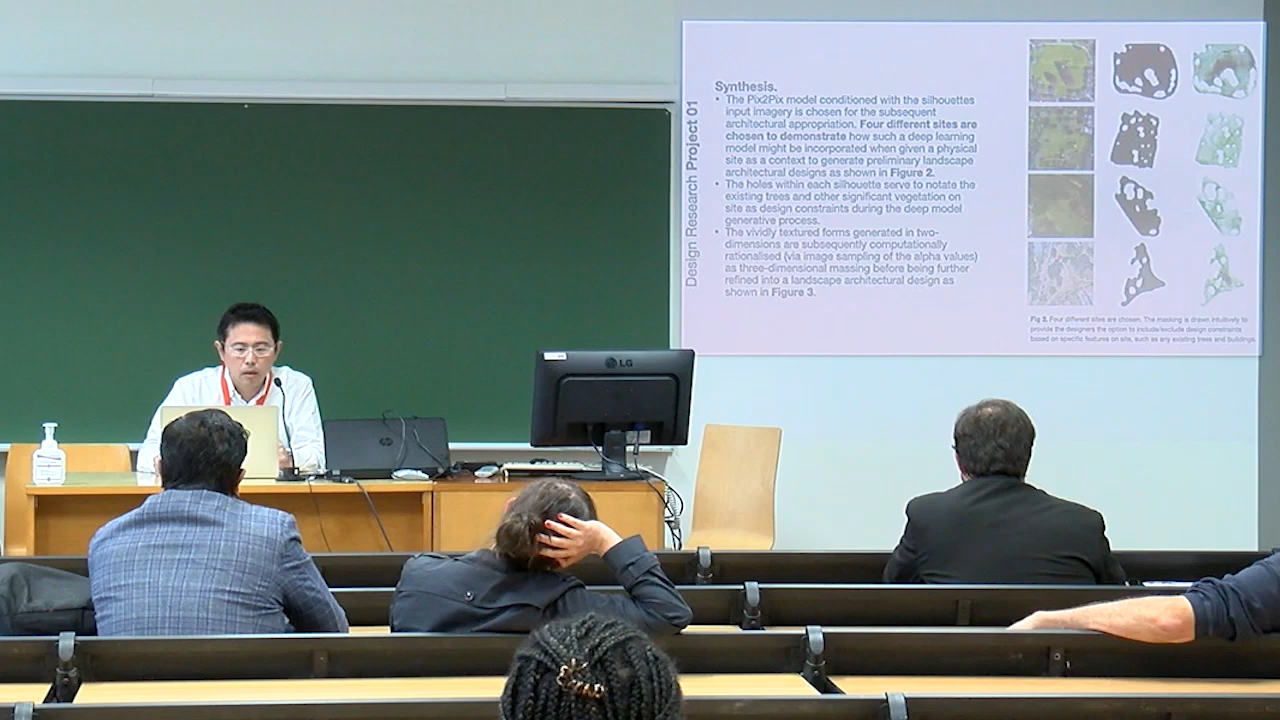 Design Research Project 01
Synthesis.
• The Pix2Pix model conditioned with the silhouettes
input imagery is chosen for the subsequent
architectural appropriation. Four different sites are
chosen to demonstrate how such a deep learning
model might be incorporated when given a physical
site as a context to generate preliminary landscape
architectural designs as shown in Figure 2.
• The holes within each silhouette serve to notate the
existing trees and other significant vegetation on
site as design constraints during the deep model
generative process.
• The vividly textured forms generated in two-
dimensions are subsequently computationally
rationalised (via image sampling of the alpha values)
as three-dimensional massing before being further
refined into a landscape architectural design as
shown in Figure 3.
Four different sites are chosen. The masking is drawn intuitively to
provide the designers the option to include/exclude design constraints
based on specific features on site, such as any existing trees and buildings.
LG
hp